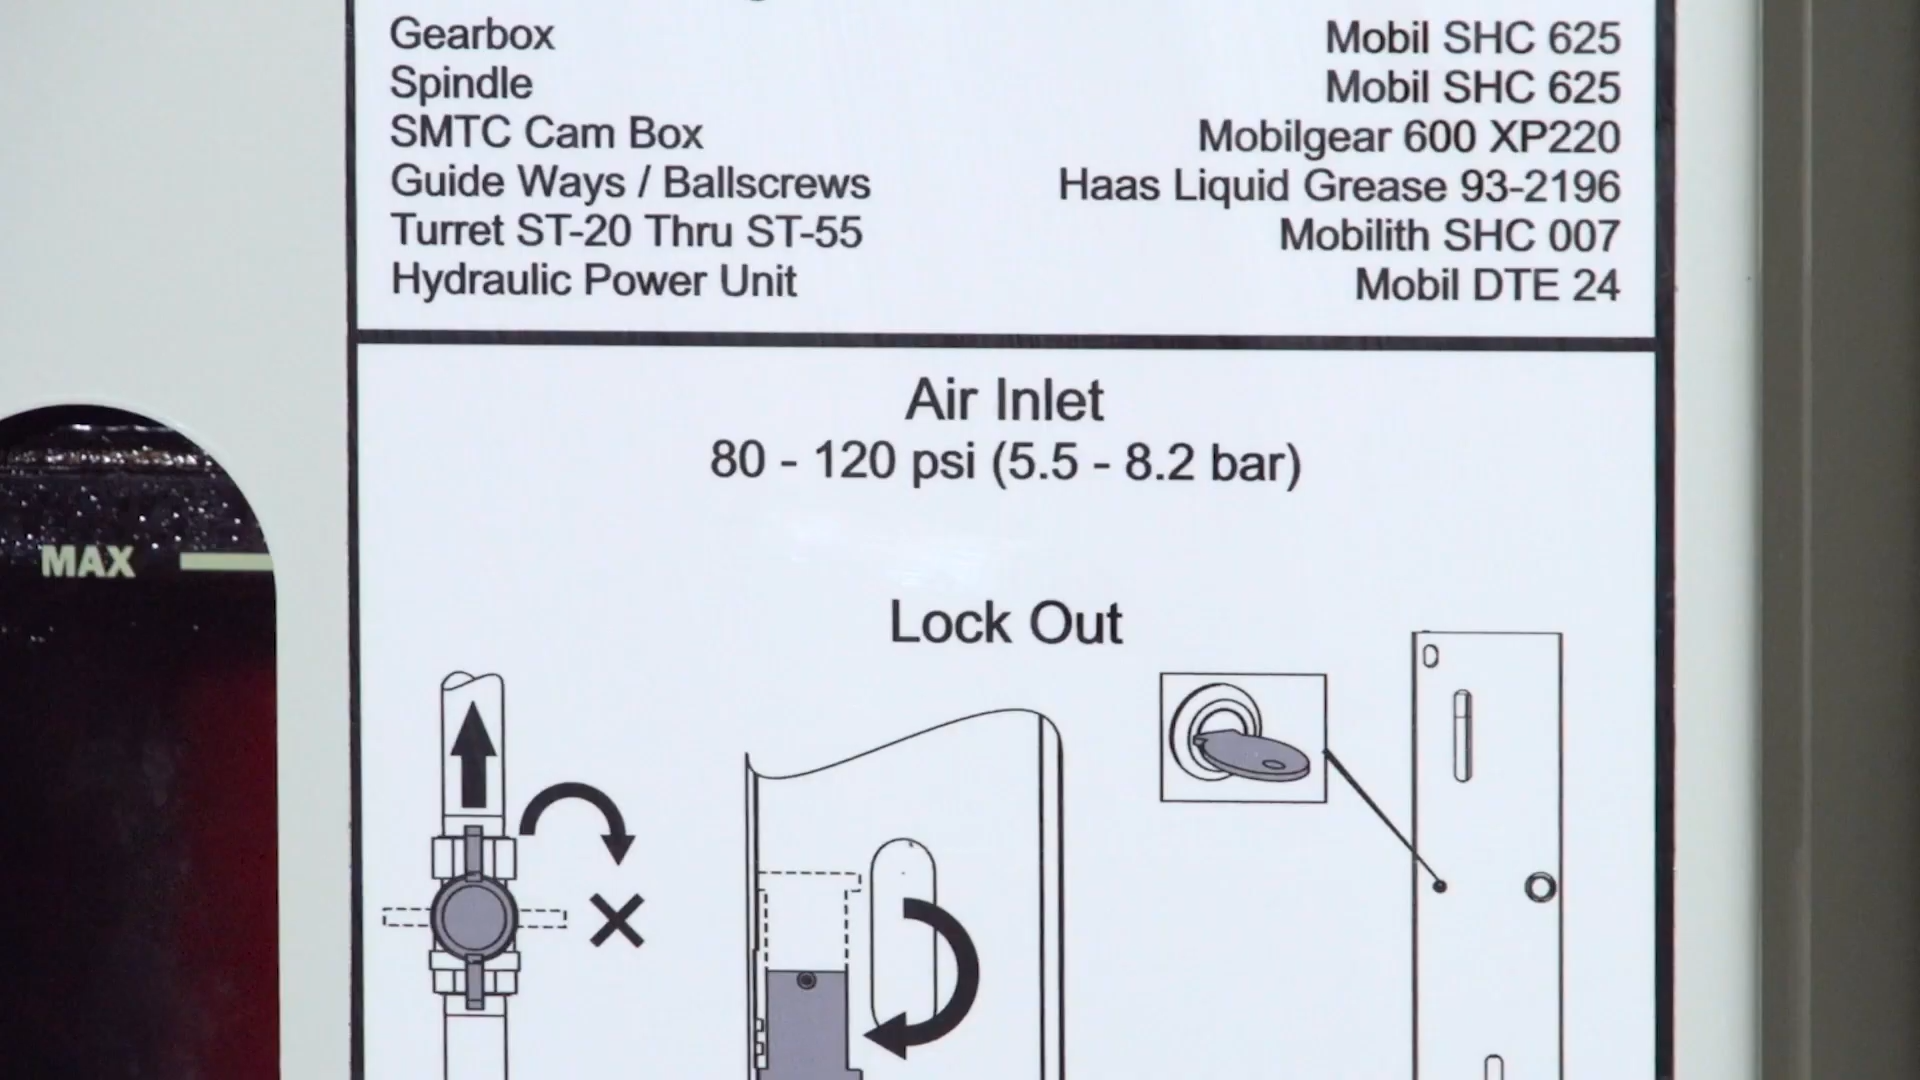 Gearbox Mobil SHC 625
Spindle Mobil SHC 625
SMTC Cam Box Mobilgear 600 XP220
Guide Ways / Ballscrews Haas Liquid Grease 93-2196
Turret ST-20 Thru ST-55 Mobilith SHC 007
Hydraulic Power Unit Mobil DTE 24
Air Inlet
80 - 120 psi (5.5 - 8.2 bar)
MAX
Lock Out